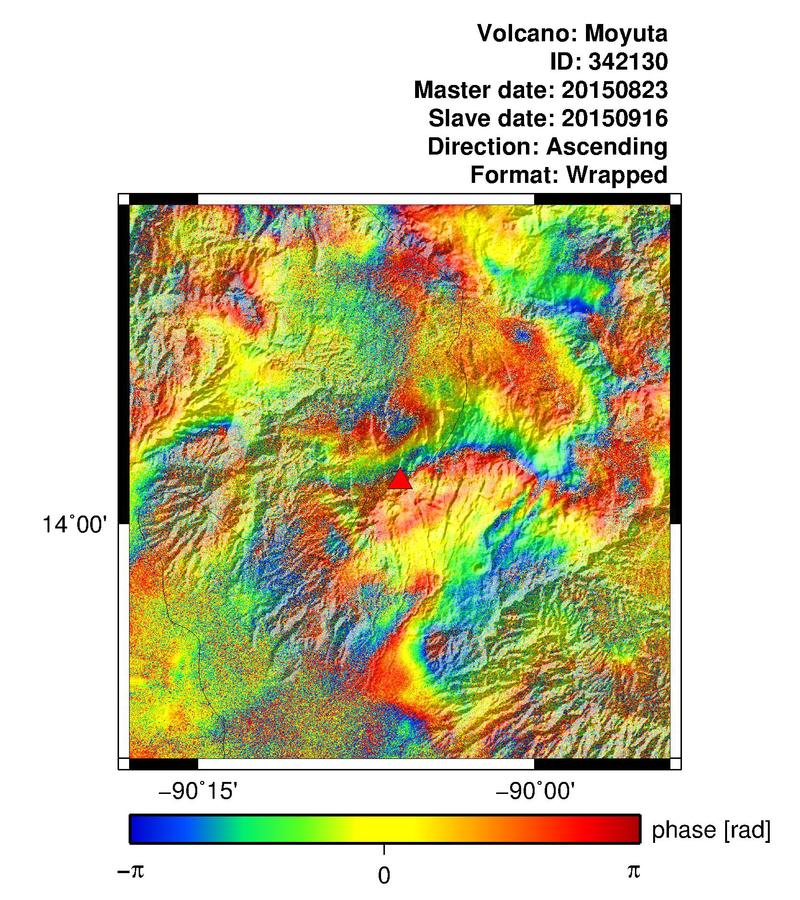 Volcano: Moyuta
ID: 342130
Master date: 20150823
Slave date: 20150916
Direction: Ascending
Format: Wrapped
14˚00'
−90˚15' −90˚00'
phase [rad]
−π 0 π